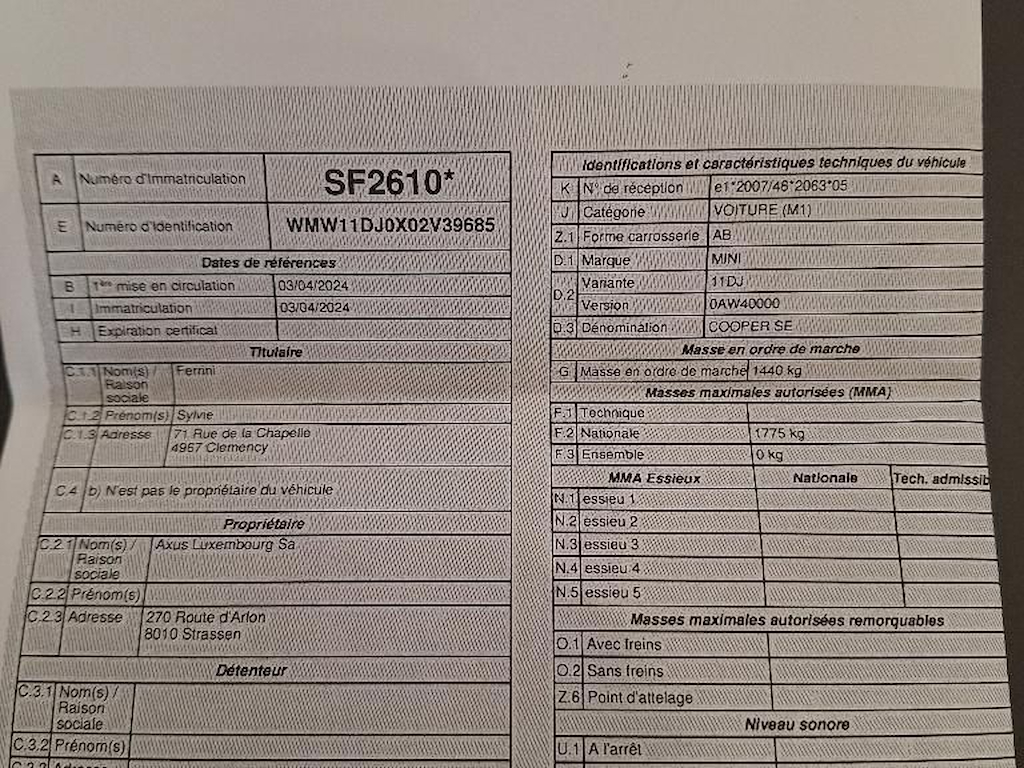 A Numéro d'Immatriculation SF2610*
E Numéro d'Identification WMW11DJ0X02V39685
Dates de références
B 1ère mise en circulation 03/04/2024
I Immatriculation 03/04/2024
H Expiration certificat
Titulaire
C.1.1 Nom(s) / Ferrini
Raison
sociale
C.1.2 Prénom(s) Sylvie
C.1.3 Adresse 71 Rue de la Chapelle
4967 Clemency
C.4 b) N'est pas le propriétaire du véhicule
Propriétaire
C.2.1 Nom(s) / Axus Luxembourg Sa
Raison
sociale
C.2.2 Prénom(s)
C.2.3 Adresse 270 Route d'Arlon
8010 Strassen
Détenteur
C.3.1 Nom(s) /
Raison
sociale
C.3.2 Prénom(s)
Identifications et caractéristiques techniques du véhicule
K N° de réception e1*2007/46*2063*05
J Catégorie VOITURE (M1)
Z.1 Forme carrosserie AB
D.1 Marque MINI
D.2 Variante 11DJ
Version 0AW40000
D.3 Dénomination COOPER SE
Masse en ordre de marche
G Masse en ordre de marche 1440 kg
Masses maximales autorisées (MMA)
F.1 Technique
F.2 Nationale 1775 kg
F.3 Ensemble 0 kg
MMA Essieux Nationale Tech. admissib
N.1 essieu 1
N.2 essieu 2
N.3 essieu 3
N.4 essieu 4
N.5 essieu 5
Masses maximales autorisées remorquables
O.1 Avec freins
O.2 Sans freins
Z.6 Point d'attelage
Niveau sonore
U.1 A l'arrêt